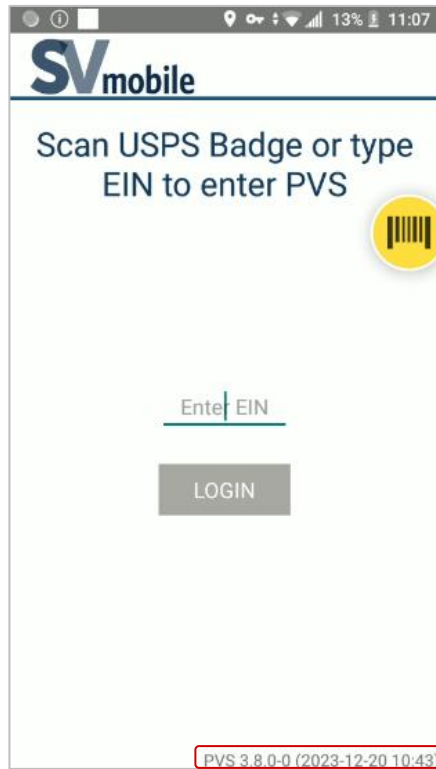 13% 11:07
SVmobile
Scan USPS Badge or type
EIN to enter PVS
Enter EIN
LOGIN
PVS 3.8.0-0 (2023-12-20 10:43)